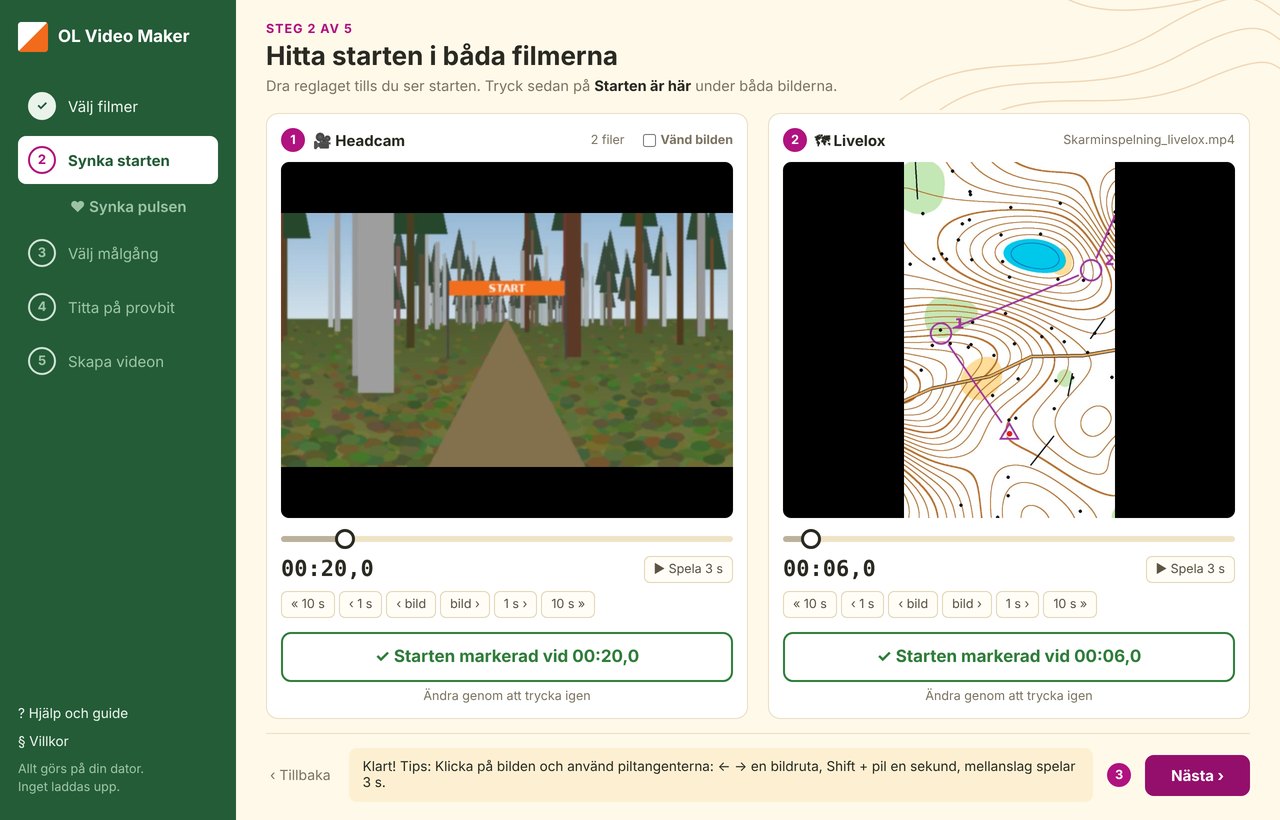 OL Video Maker
Välj filmer
2 Synka starten
♥ Synka pulsen
3 Välj målgång
4 Titta på provbit
5 Skapa videon
? Hjälp och guide
§ Villkor
Allt görs på din dator.
Inget laddas upp.
STEG 2 AV 5
Hitta starten i båda filmerna
Dra reglaget tills du ser starten. Tryck sedan på Starten är här under båda bilderna.
1 Headcam 2 filer Vänd bilden
START
00:20,0 ▶ Spela 3 s
« 10 s ‹ 1 s ‹ bild bild › 1 s › 10 s »
✓ Starten markerad vid 00:20,0
Ändra genom att trycka igen
2 Livelox Skarminspelning_livelox.mp4
2
1
00:06,0 ▶ Spela 3 s
« 10 s ‹ 1 s ‹ bild bild › 1 s › 10 s »
✓ Starten markerad vid 00:06,0
Ändra genom att trycka igen
‹ Tillbaka
Klart! Tips: Klicka på bilden och använd piltangenterna: ← → en bildruta, Shift + pil en sekund, mellanslag spelar
3 s.
3 Nästa ›